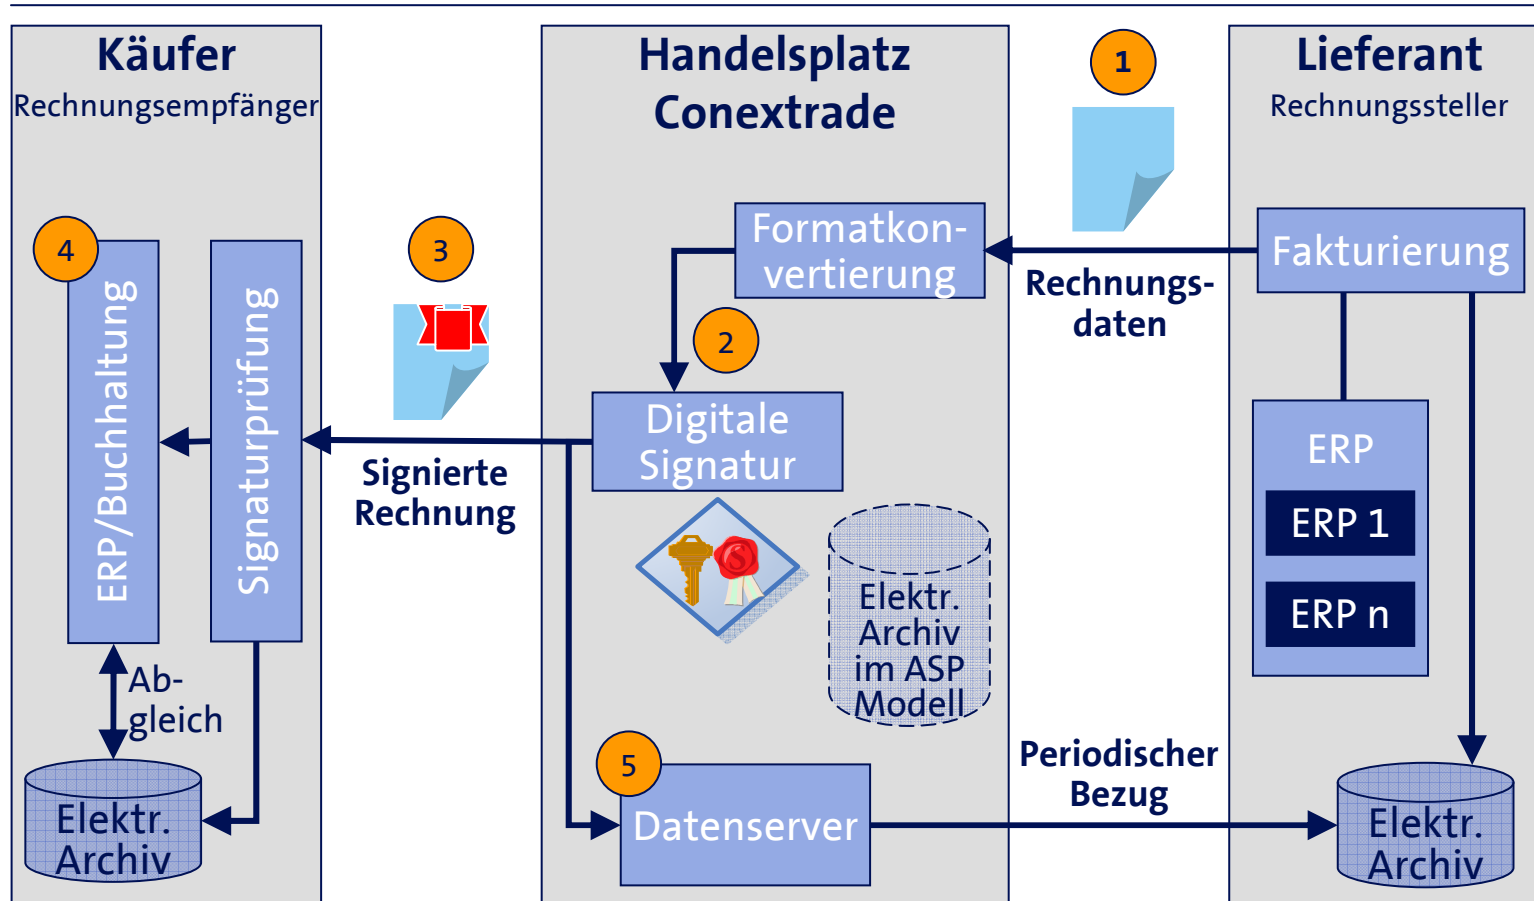 Käufer
Rechnungsempfänger
4
ERP/Buchhaltung
Signaturprüfung
Ab-
gleich
Elektr.
Archiv
3
Signierte
Rechnung
Handelsplatz
Conextrade
Formatkon-
vertierung
2
Digitale
Signatur
S
Elektr.
Archiv
im ASP
Modell
5
Datenserver
1
Rechnungs-
daten
Periodischer
Bezug
Lieferant
Rechnungssteller
Fakturierung
ERP
ERP 1
ERP n
Elektr.
Archiv